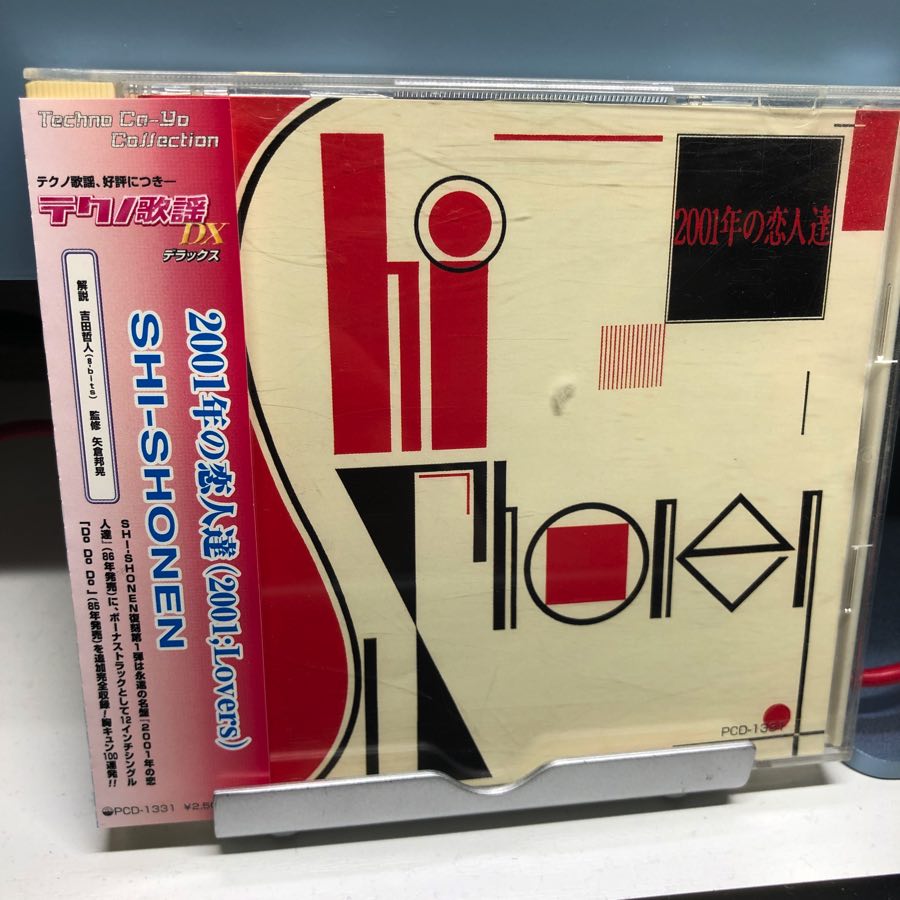 Techno Ca-Yo
Collection
テクノ歌謡、好評につき―
テクノ歌謡
DX
デラックス
解説 吉田哲人(8-bits) 監修 矢倉邦晃
2001年の恋人達(2001;Lovers)
SHI-SHONEN
SHI-SHONEN復刻第1弾は永遠の名盤「2001年の恋
人達」(86年発売)に、ボーナストラックとして12インチシングル
「Do Do Do」(85年発売)を追加完全収録!胸キュン100連発!!
PCD-1331 ¥2,50
hi
Shonen
2001年の恋人達
PCD-1331